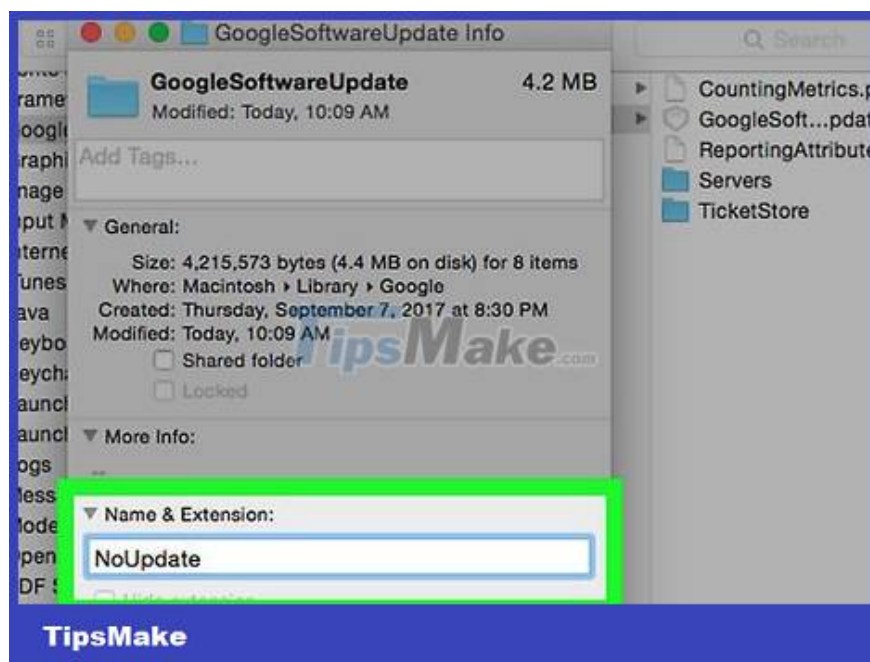 GoogleSoftwareUpdate Info
Search
GoogleSoftwareUpdate 4.2 MB
Modified: Today, 10:09 AM
Add Tags...
General:
Size: 4,215,573 bytes (4.4 MB on disk) for 8 items
Where: Macintosh ▸ Library ▸ Google
Created: Thursday, September 7, 2017 at 8:30 PM
Modified: Today, 10:09 AM
Shared folder
Locked
More Info:
--
Name & Extension:
NoUpdate
Hide extension
CountingMetrics.p
GoogleSoft...pdat
ReportingAttribute
Servers
TicketStore
TipsMake.com
TipsMake